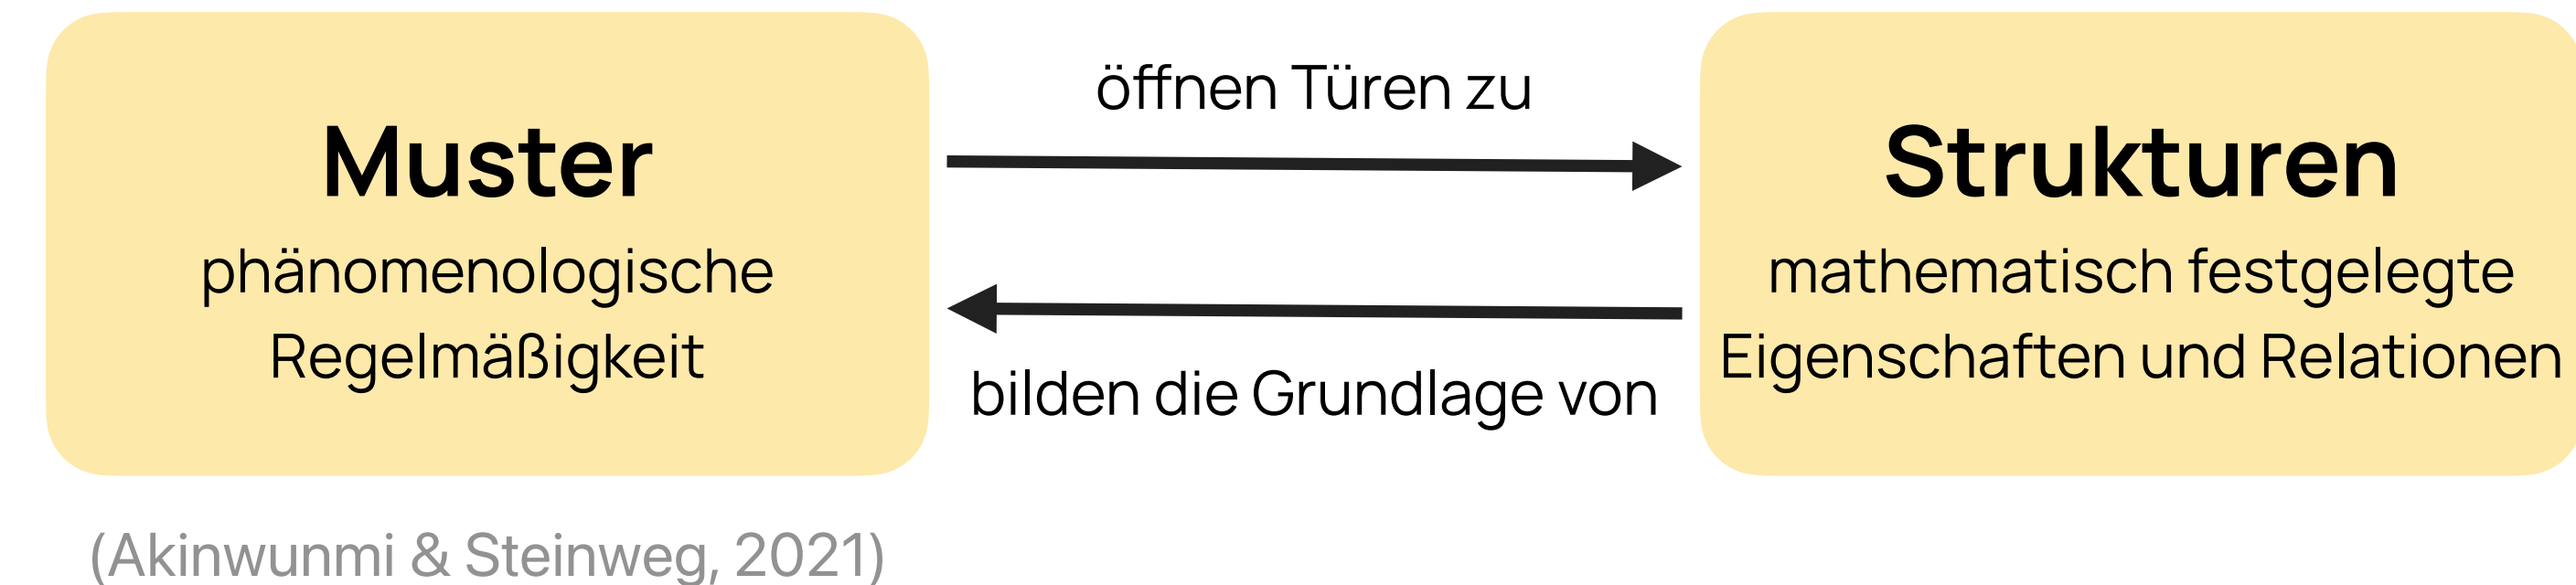 Muster
phänomenologische
Regelmäßigkeit
öffnen Türen zu
bilden die Grundlage von
Strukturen
mathematisch festgelegte
Eigenschaften und Relationen
(Akinwunmi & Steinweg, 2021)